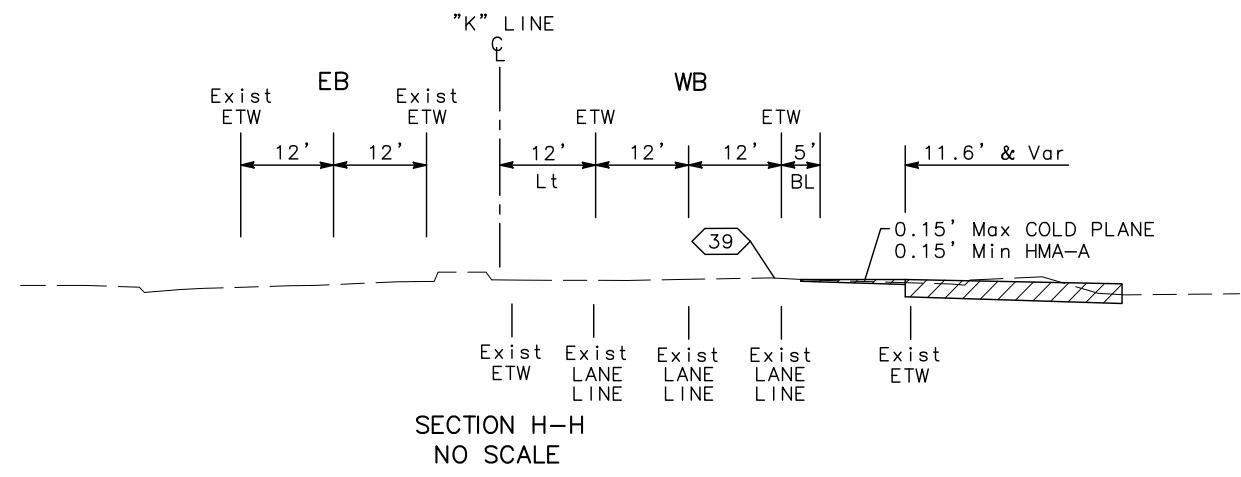 "K" LINE
℄
EB
WB
Exist
ETW
Exist
ETW
ETW
ETW
12'
12'
12'
12'
12'
5'
11.6' & Var
Lt
BL
0.15' Max COLD PLANE
0.15' Min HMA-A
39
Exist
ETW
Exist
LANE
LINE
Exist
LANE
LINE
Exist
LANE
LINE
Exist
ETW
SECTION H-H
NO SCALE